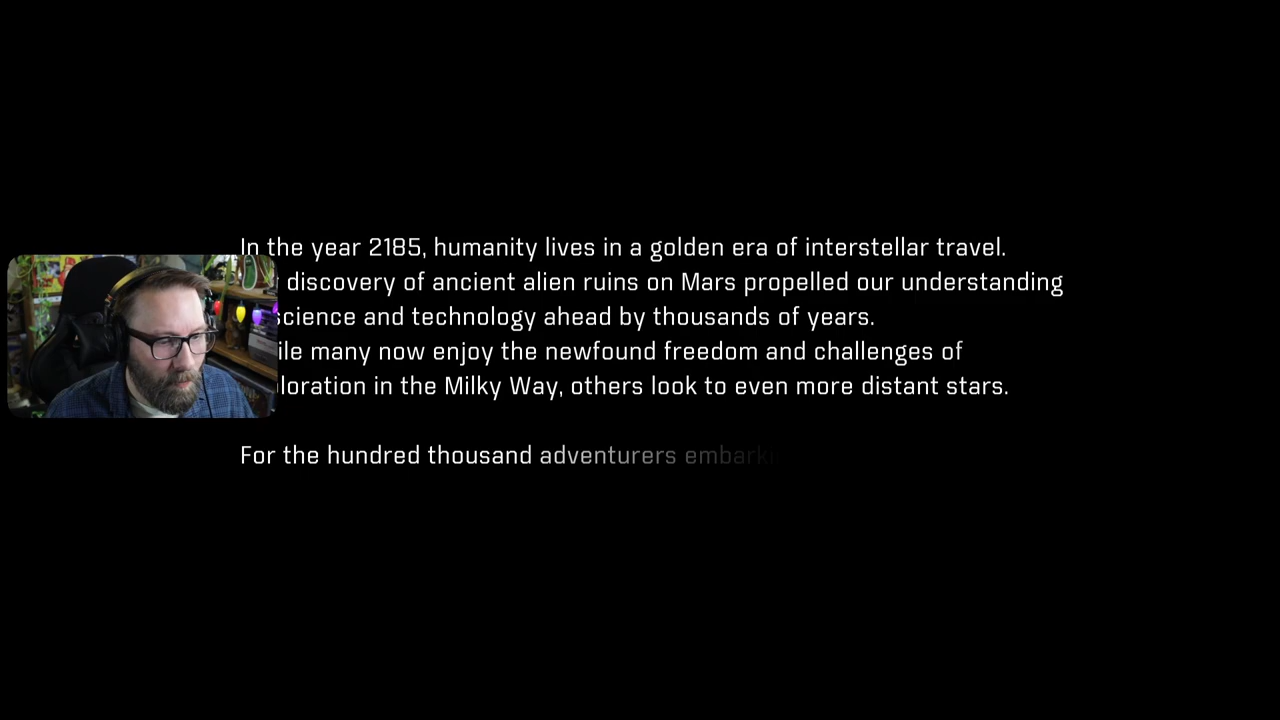 In the year 2185, humanity lives in a golden era of interstellar travel.
discovery of ancient alien ruins on Mars propelled our understanding
science and technology ahead by thousands of years.
many now enjoy the newfound freedom and challenges of
in the Milky Way, others look to even more distant stars.
For the hundred thousand adventurers